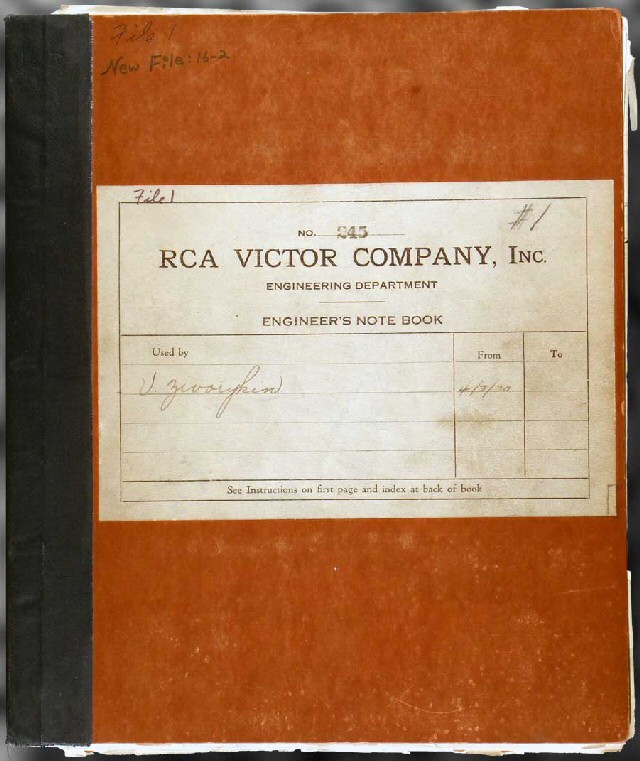 File 1
New File: 16-2
File 1
#1
NO. 245
RCA VICTOR COMPANY, INC.
ENGINEERING DEPARTMENT
ENGINEER'S NOTE BOOK
Used by From To
V. Zworykin
See Instructions on first page and index at back of book